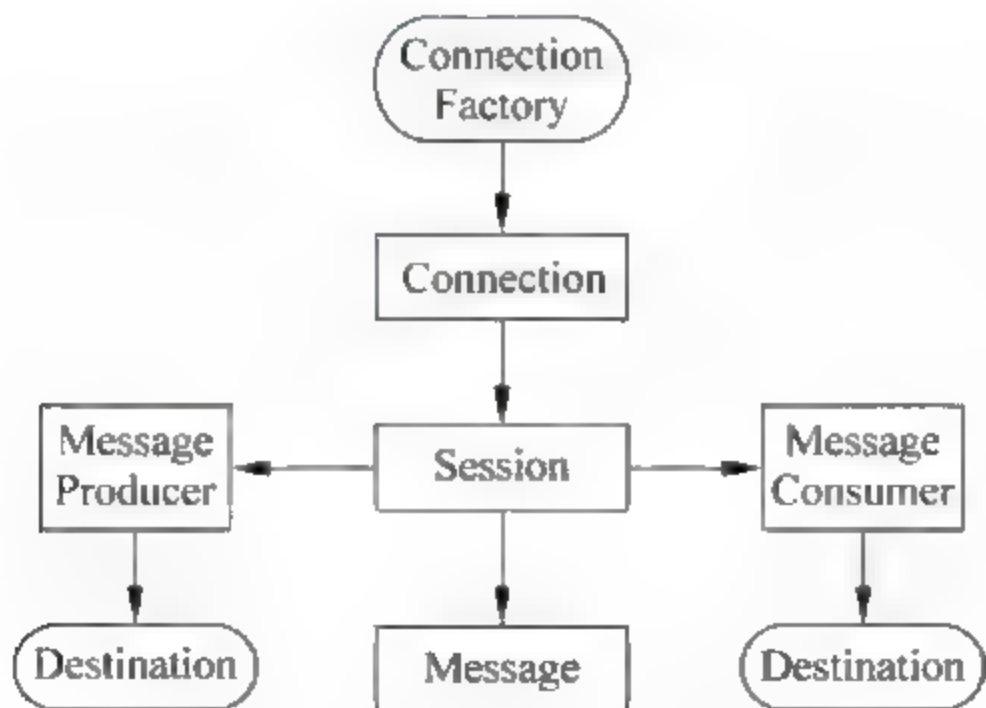 Connection
Factory
Connection
Message
Producer
Session
Message
Consumer
Destination
Message
Destination